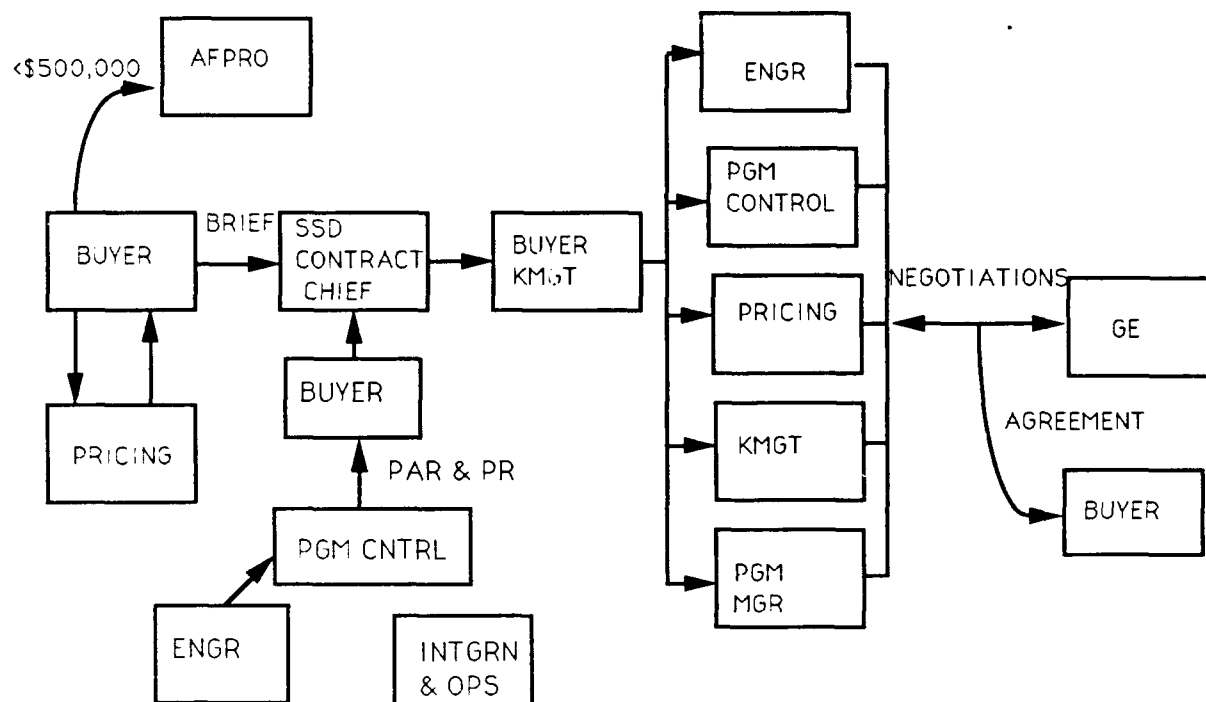 <$500,000
AFPRO
ENGR
PGM
CONTROL
BUYER
BRIEF
SSD
CONTRACT
CHIEF
BUYER
KMGT
PRICING
NEGOTIATIONS
GE
PRICING
BUYER
PAR & PR
KMGT
AGREEMENT
BUYER
PGM CNTRL
PGM
MGR
ENGR
INTGRN
& OPS